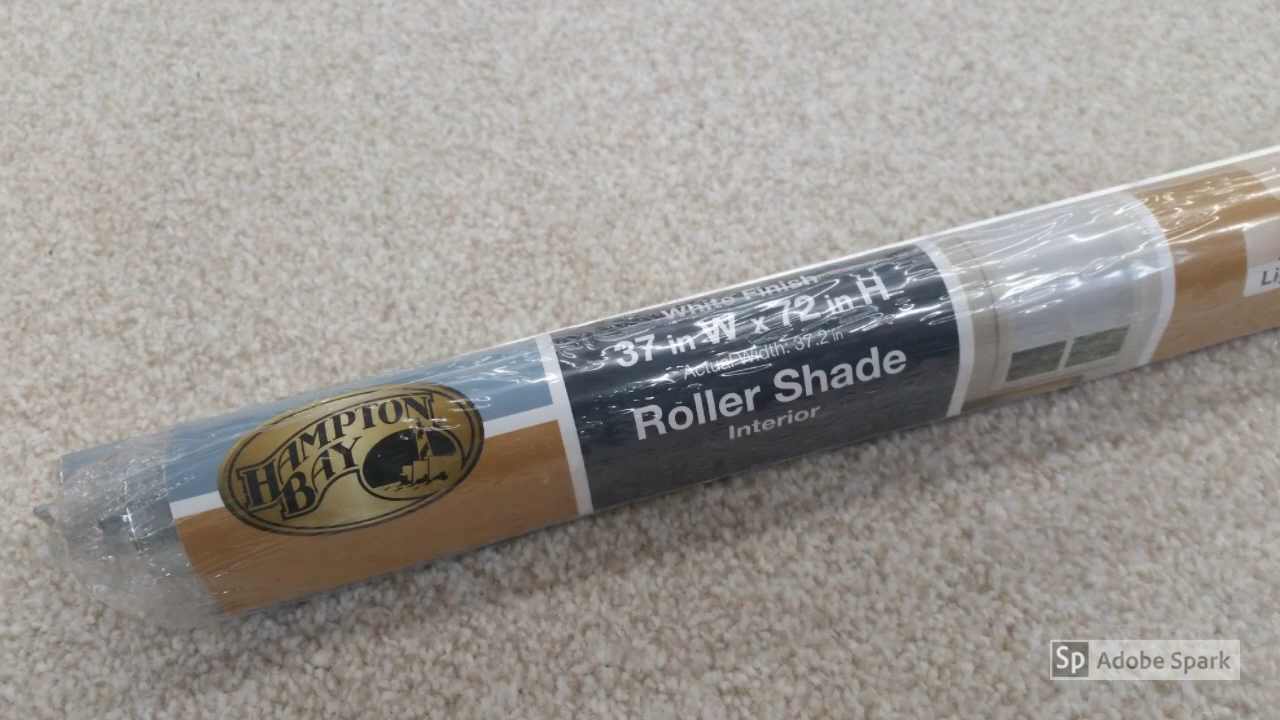 HAMPTON
BAY
White Finish
37 in W x 72 in H
Actual Width: 37.2 in
Roller Shade
Interior
Sp Adobe Spark